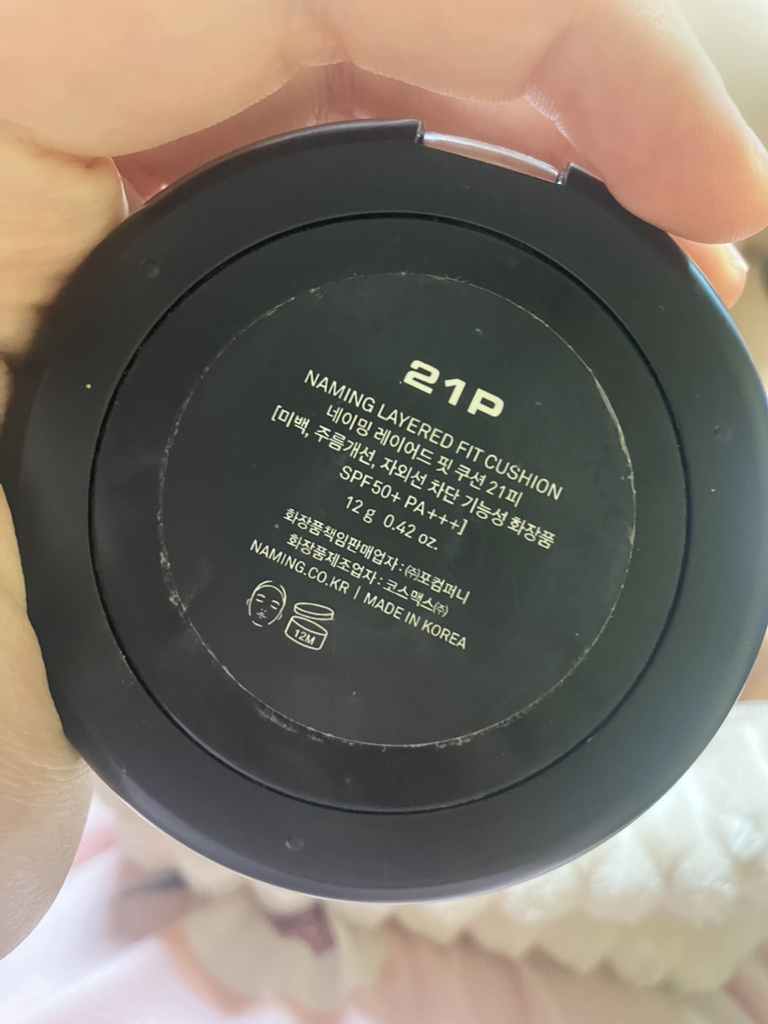 21P
NAMING LAYERED FIT CUSHION
네이밍 레이어드 핏 쿠션 21피
[미백, 주름개선, 자외선 차단 기능성 화장품
SPF50+ PA+++]
12 g 0.42 oz.
화장품책임판매업자 : ㈜포컴퍼니
화장품제조업자 : 코스맥스㈜
NAMING.CO.KR | MADE IN KOREA
12M